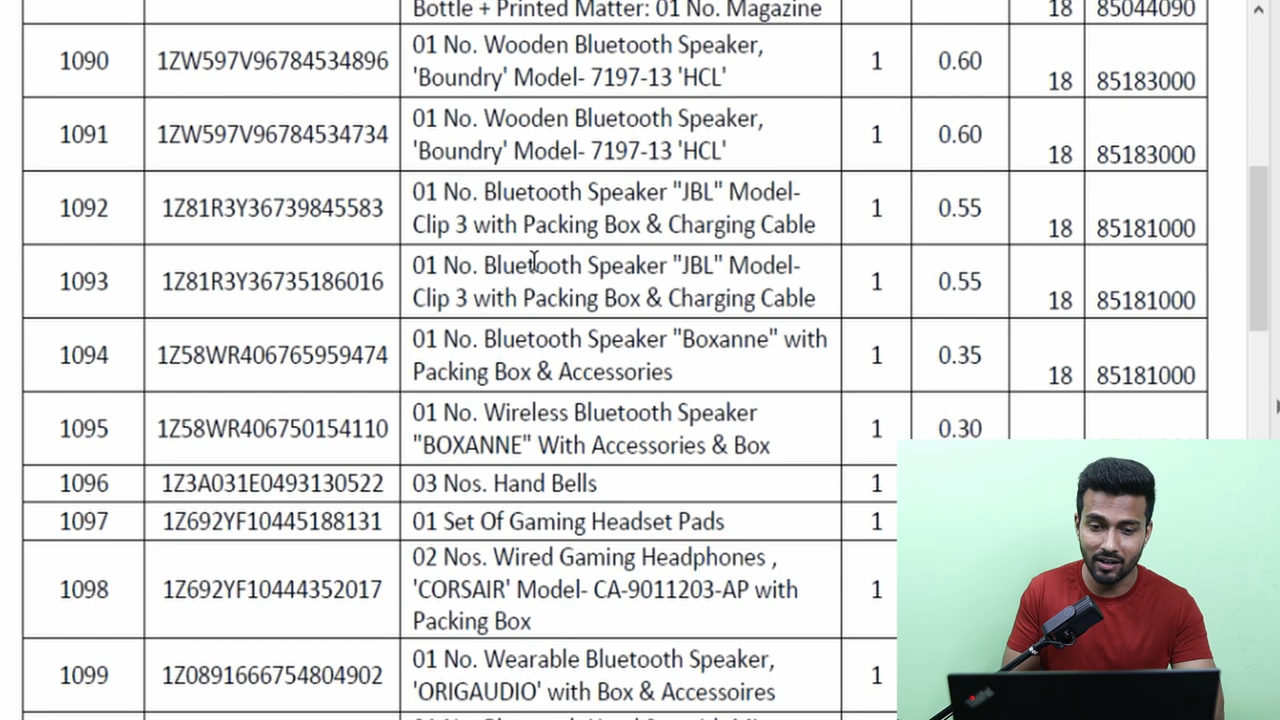 Bottle + Printed Matter: 01 No. Magazine 18 85044090
1090 1ZW597V96784534896 01 No. Wooden Bluetooth Speaker, 'Boundry' Model- 7197-13 'HCL' 1 0.60 18 85183000
1091 1ZW597V96784534734 01 No. Wooden Bluetooth Speaker, 'Boundry' Model- 7197-13 'HCL' 1 0.60 18 85183000
1092 1Z81R3Y36739845583 01 No. Bluetooth Speaker "JBL" Model- Clip 3 with Packing Box & Charging Cable 1 0.55 18 85181000
1093 1Z81R3Y36735186016 01 No. Bluetooth Speaker "JBL" Model- Clip 3 with Packing Box & Charging Cable 1 0.55 18 85181000
1094 1Z58WR406765959474 01 No. Bluetooth Speaker "Boxanne" with Packing Box & Accessories 1 0.35 18 85181000
1095 1Z58WR406750154110 01 No. Wireless Bluetooth Speaker "BOXANNE" With Accessories & Box 1 0.30
1096 1Z3A031E0493130522 03 Nos. Hand Bells 1
1097 1Z692YF10445188131 01 Set Of Gaming Headset Pads 1
1098 1Z692YF10444352017 02 Nos. Wired Gaming Headphones , 'CORSAIR' Model- CA-9011203-AP with Packing Box 1
1099 1Z0891666754804902 01 No. Wearable Bluetooth Speaker, 'ORIGAUDIO' with Box & Accessoires 1